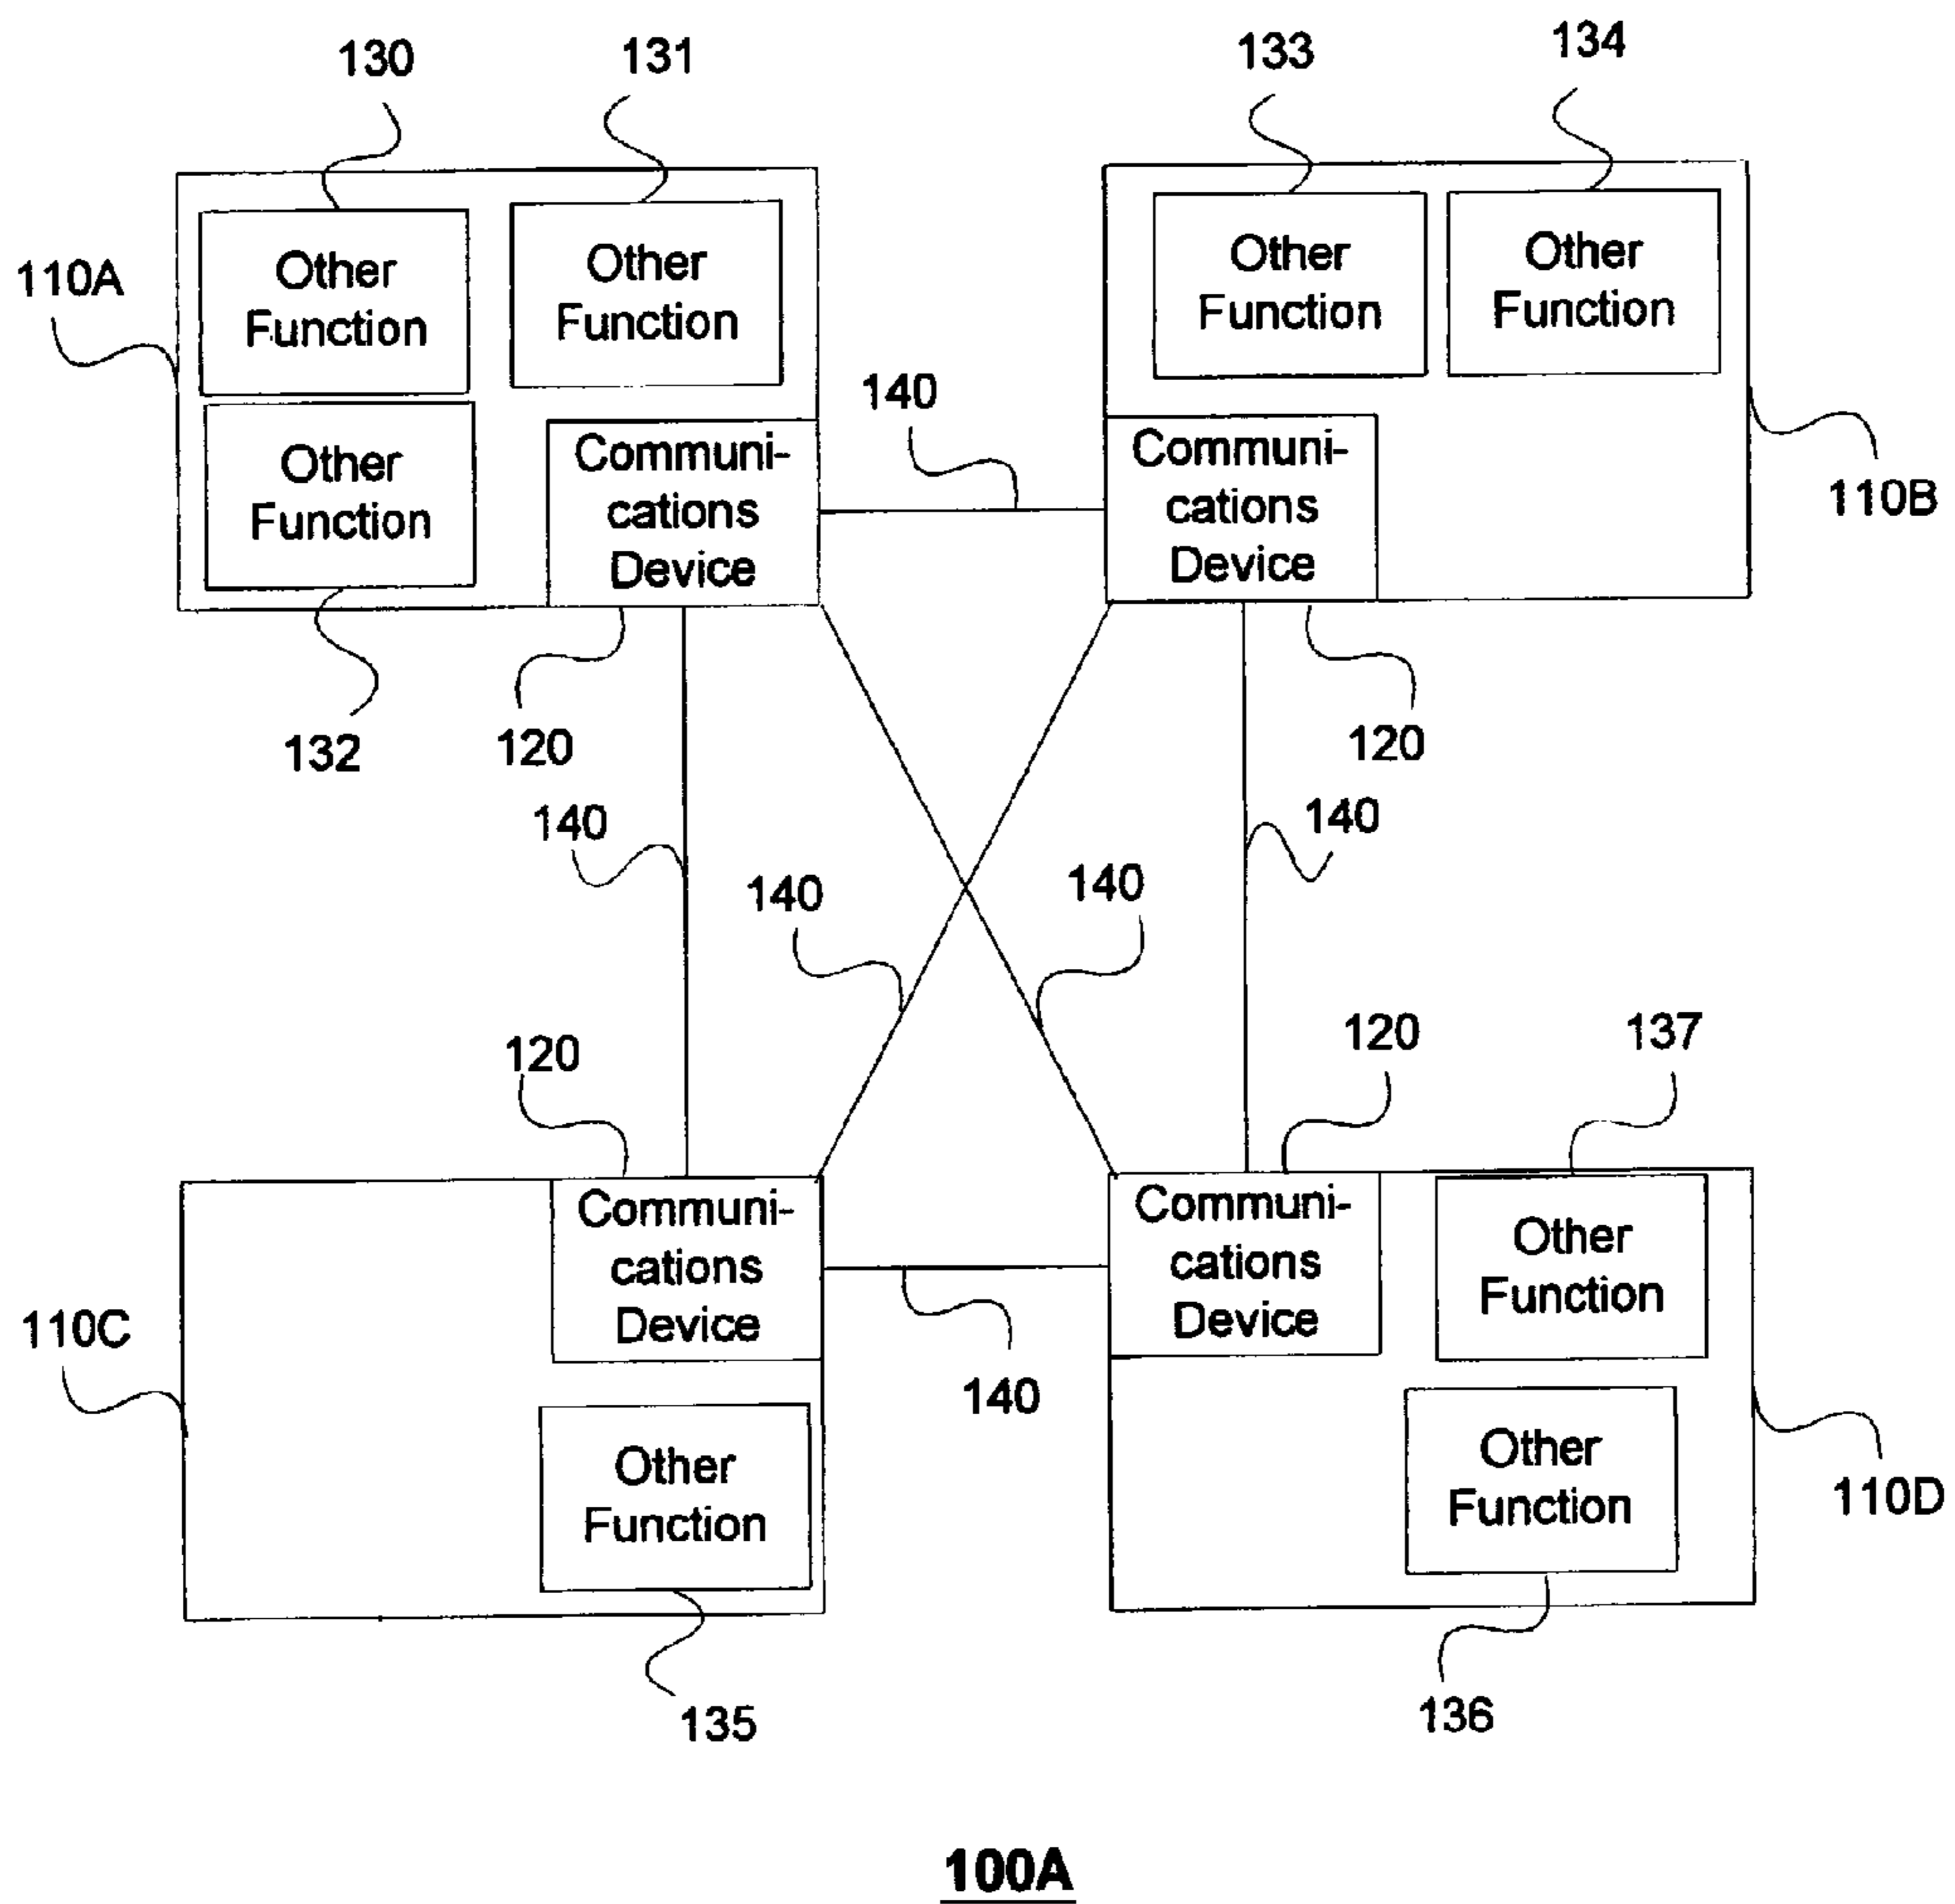 130
131
133
134
110A
Other
Function
Other
Function
Other
Function
Other
Function
140
110B
Other
Function
Communi-
cations
Device
Communi-
cations
Device
132
120
120
140
140
140
140
120
120
137
110C
Communi-
cations
Device
Communi-
cations
Device
Other
Function
140
110D
Other
Function
Other
Function
135
136
100A